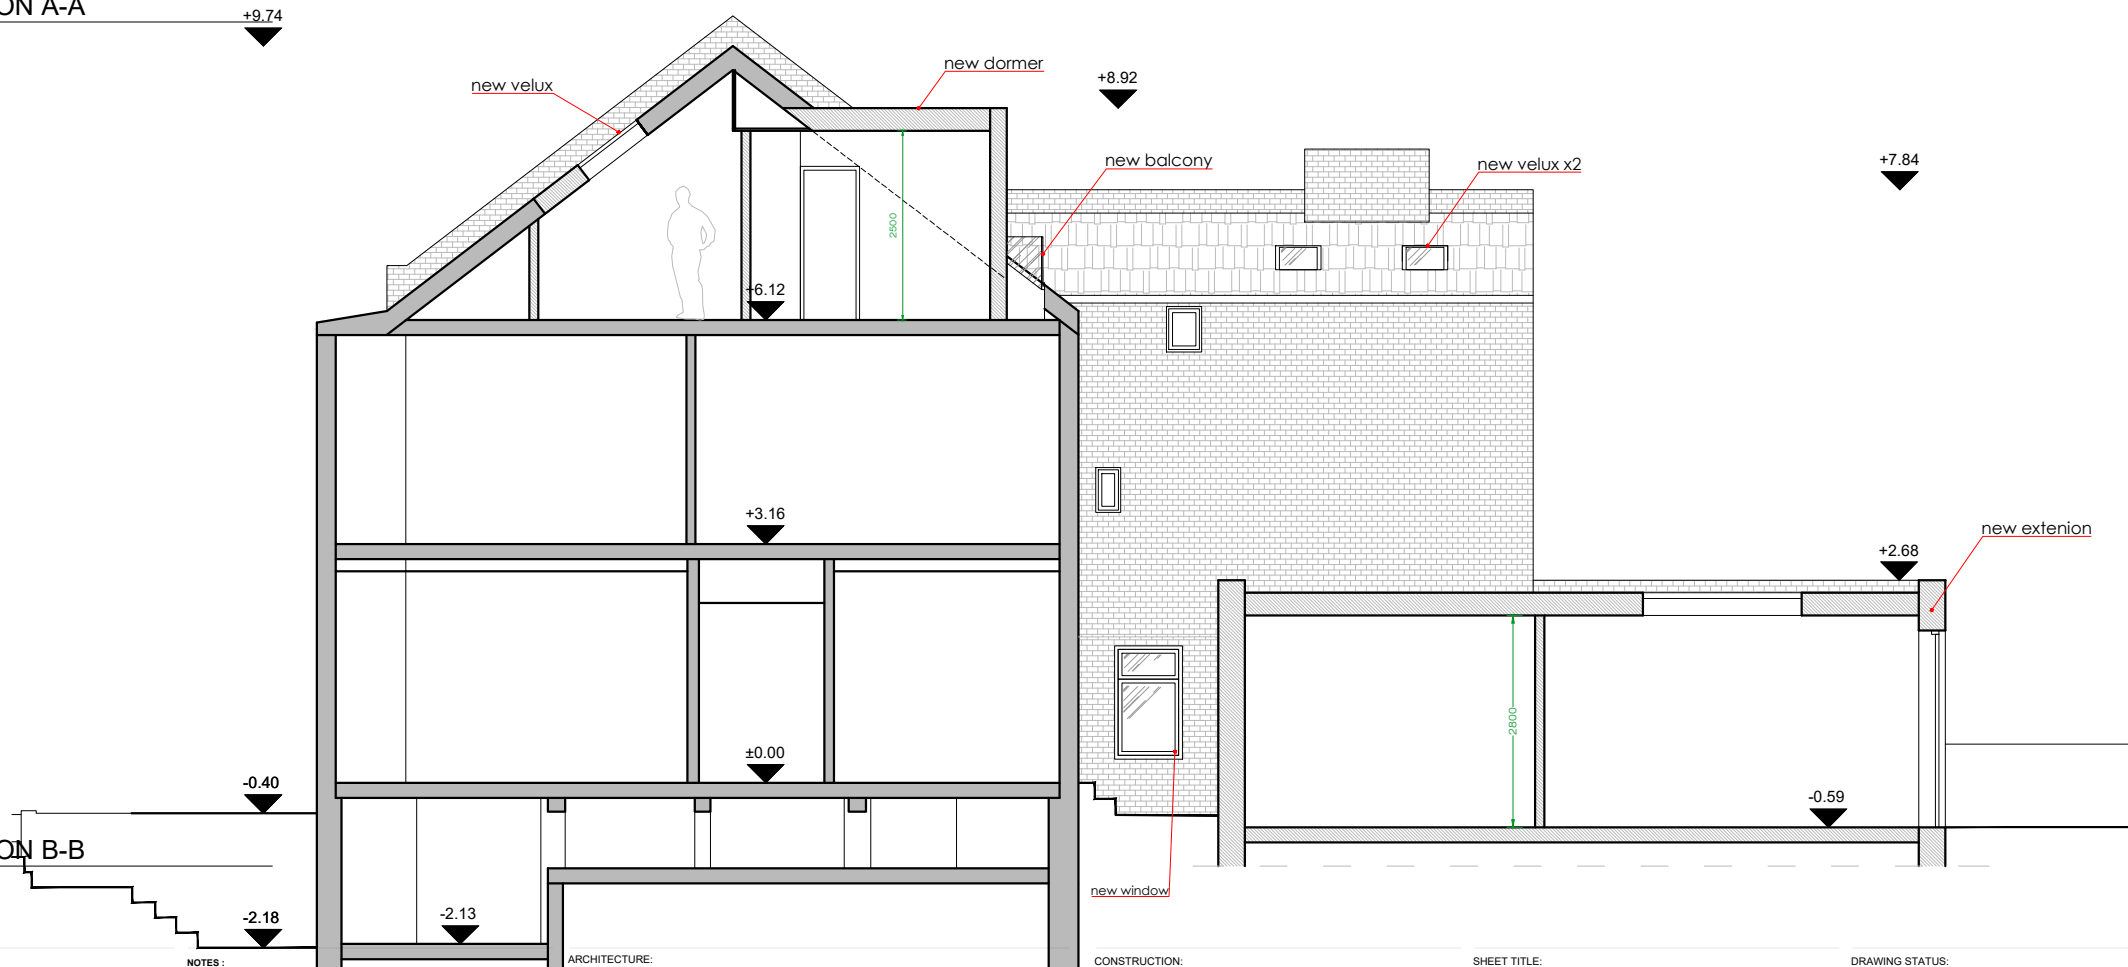 ON A-A
+9.74
new velux
new dormer
+8.92
new balcony
new velux x2
+7.84
2500
+6.12
+3.16
new extenion
+2.68
2800
±0.00
-0.40
-0.59
ON B-B
new window
-2.18
-2.13
NOTES :
ARCHITECTURE:
CONSTRUCTION:
SHEET TITLE:
DRAWING STATUS: